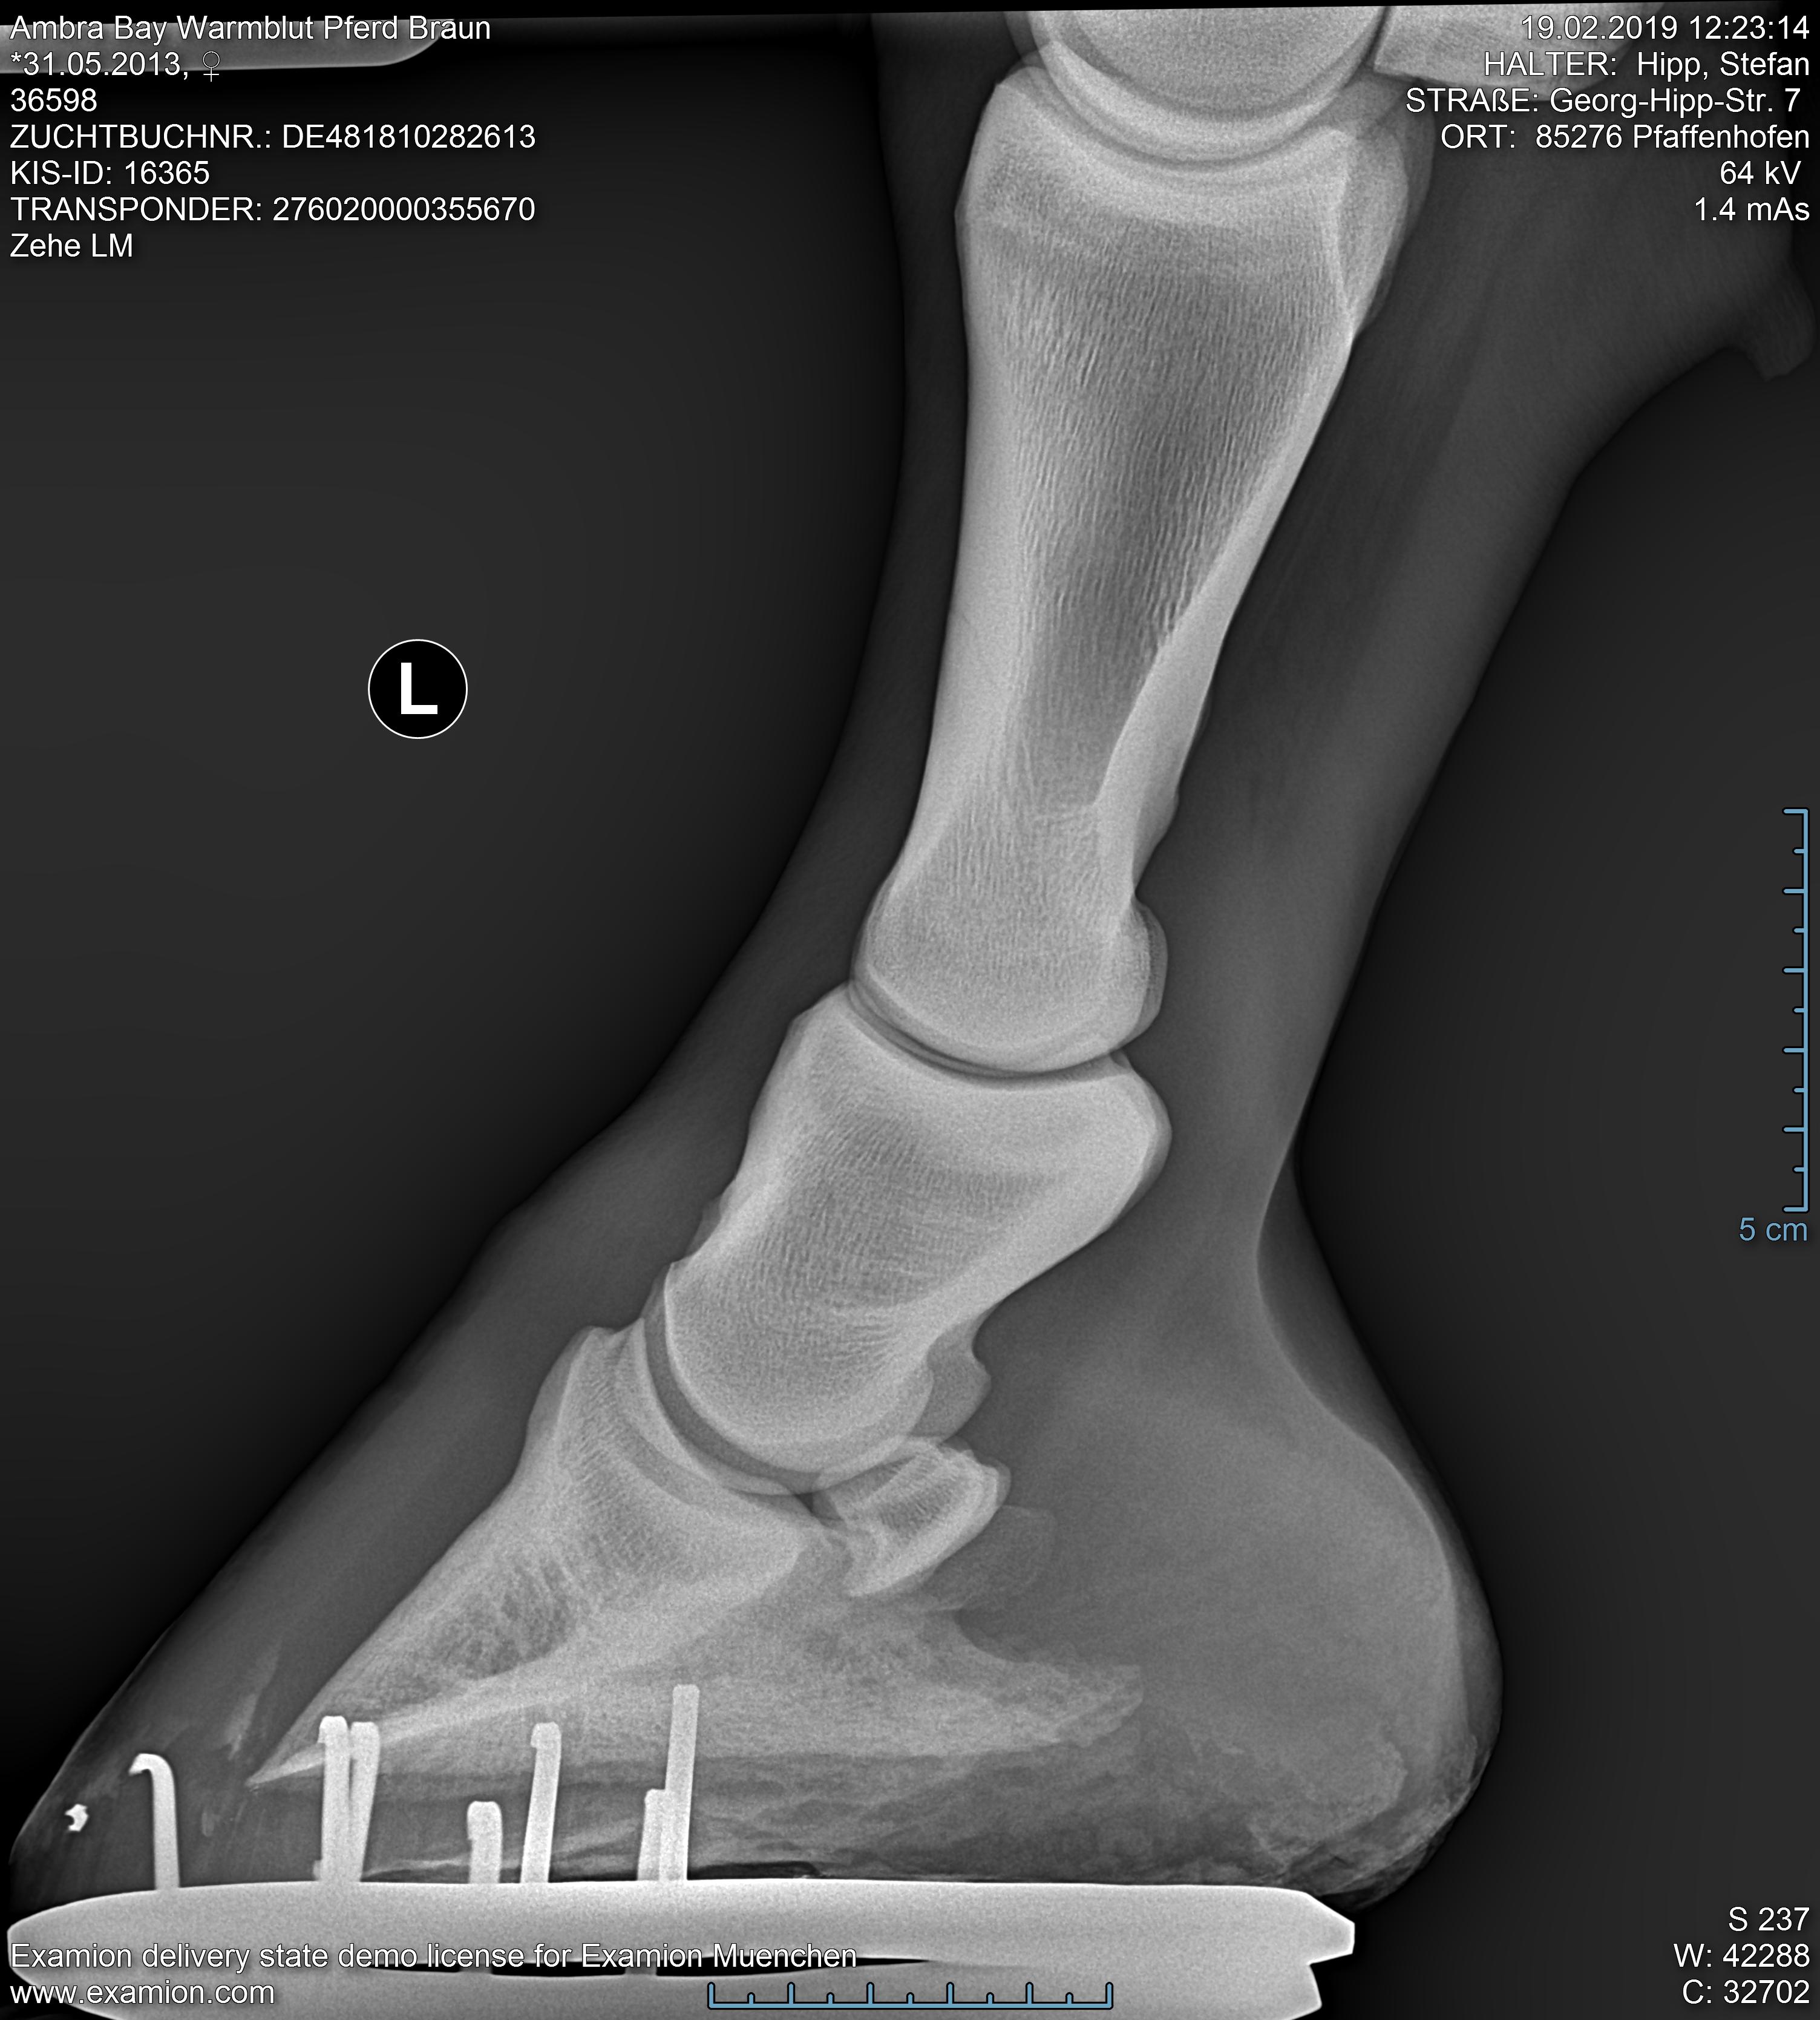 Ambra Bay Warmblut Pferd Braun
*31.05.2013, ♀
36598
ZUCHTBUCHNR.: DE481810282613
KIS-ID: 16365
TRANSPONDER: 276020000355670
Zehe LM
19.02.2019 12:23:14
HALTER: Hipp, Stefan
STRAßE: Georg-Hipp-Str. 7
ORT: 85276 Pfaffenhofen
64 kV
1.4 mAs
L
5 cm
Examion delivery state demo license for Examion Muenchen
www.examion.com
S 237
W: 42288
C: 32702